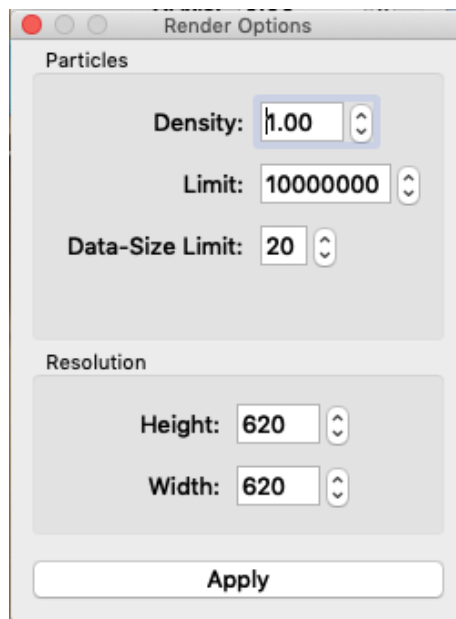 Render Options
Particles
Density: 1.00
Limit: 10000000
Data-Size Limit: 20
Resolution
Height: 620
Width: 620
Apply